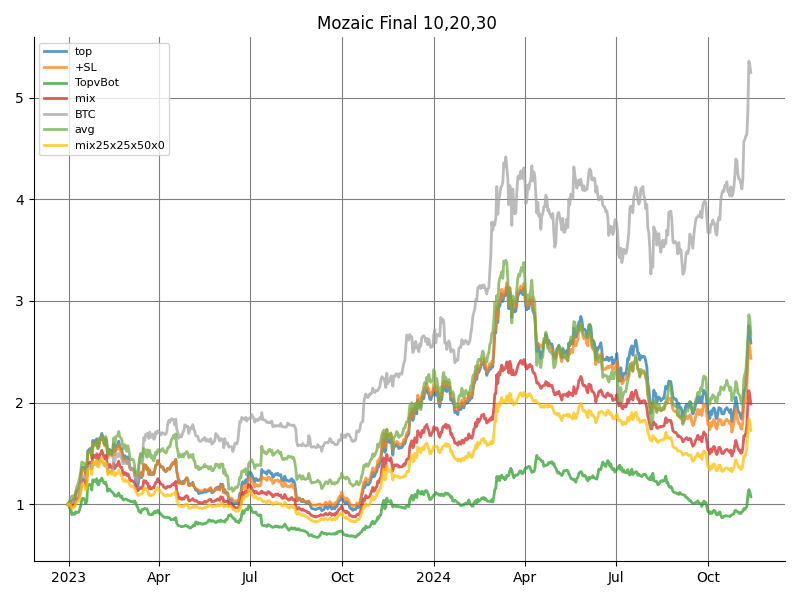 Mozaic Final 10,20,30
top
+SL
TopvBot
mix
BTC
avg
mix25x25x50x0
5
4
3
2
1
2023 Apr Jul Oct 2024 Apr Jul Oct